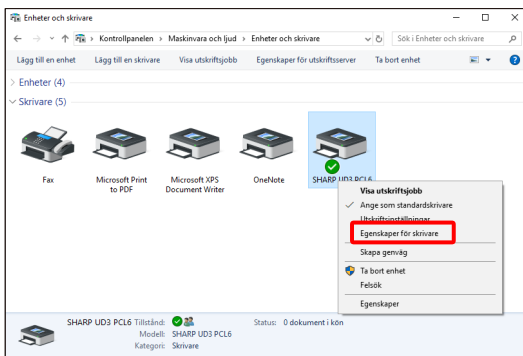 Enheter och skrivare
Kontrollpanelen › Maskinvara och ljud › Enheter och skrivare
Sök i Enheter och skrivare
Lägg till en enhet Lägg till en skrivare Visa utskriftsjobb Egenskaper för utskriftsserver Ta bort enhet
Enheter (4)
Skrivare (5)
Fax
Microsoft Print
to PDF
Microsoft XPS
Document Writer
OneNote
SHARP UD3 PCL6
Visa utskriftsjobb
Ange som standardskrivare
Utskriftsinställningar
Egenskaper för skrivare
Skapa genväg
Ta bort enhet
Felsök
Egenskaper
SHARP UD3 PCL6 Tillstånd: Status: 0 dokument i kön
Modell: SHARP UD3 PCL6
Kategori: Skrivare